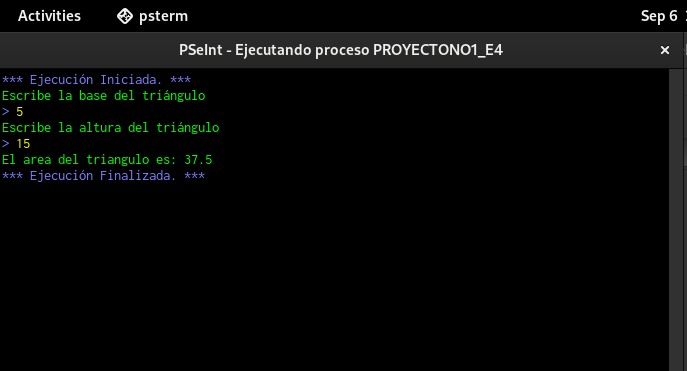 Activities psterm Sep 6
PSeInt - Ejecutando proceso PROYECTONO1_E4 ×
*** Ejecución Iniciada. ***
Escribe la base del triángulo
> 5
Escribe la altura del triángulo
> 15
El area del triangulo es: 37.5
*** Ejecución Finalizada. ***